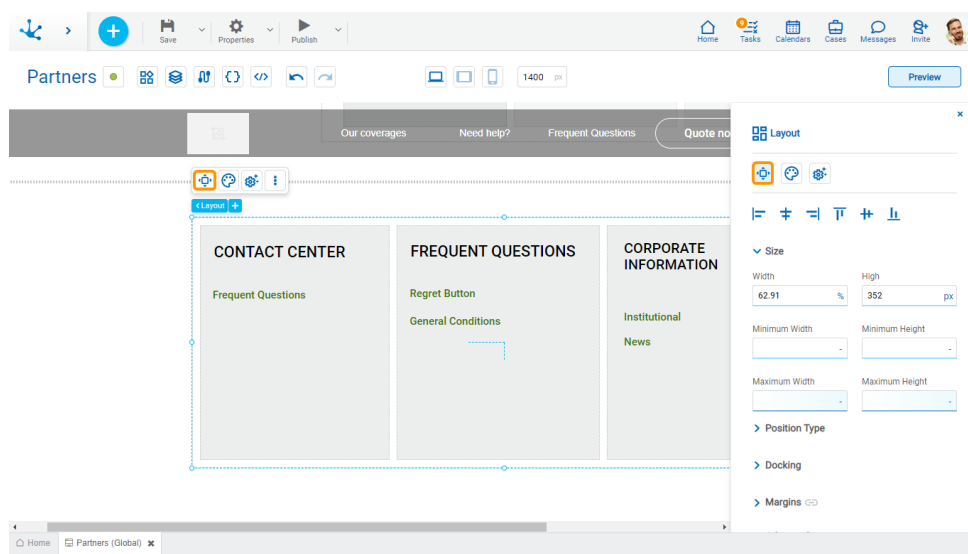 Save
Properties
Publish
Home
9
Tasks
Calendars
Cases
Messages
Invite
Partners
1400 px
Preview
Our coverages
Need help?
Frequent Questions
Quote no
Layout
Layout +
CONTACT CENTER
Frequent Questions
FREQUENT QUESTIONS
Regret Button
General Conditions
CORPORATE
INFORMATION
Institutional
News
Size
Width
High
62.91 %
352 px
Minimum Width
Minimum Height
-
-
Maximum Width
Maximum Height
-
-
Position Type
Docking
Margins
Home
Partners (Global)